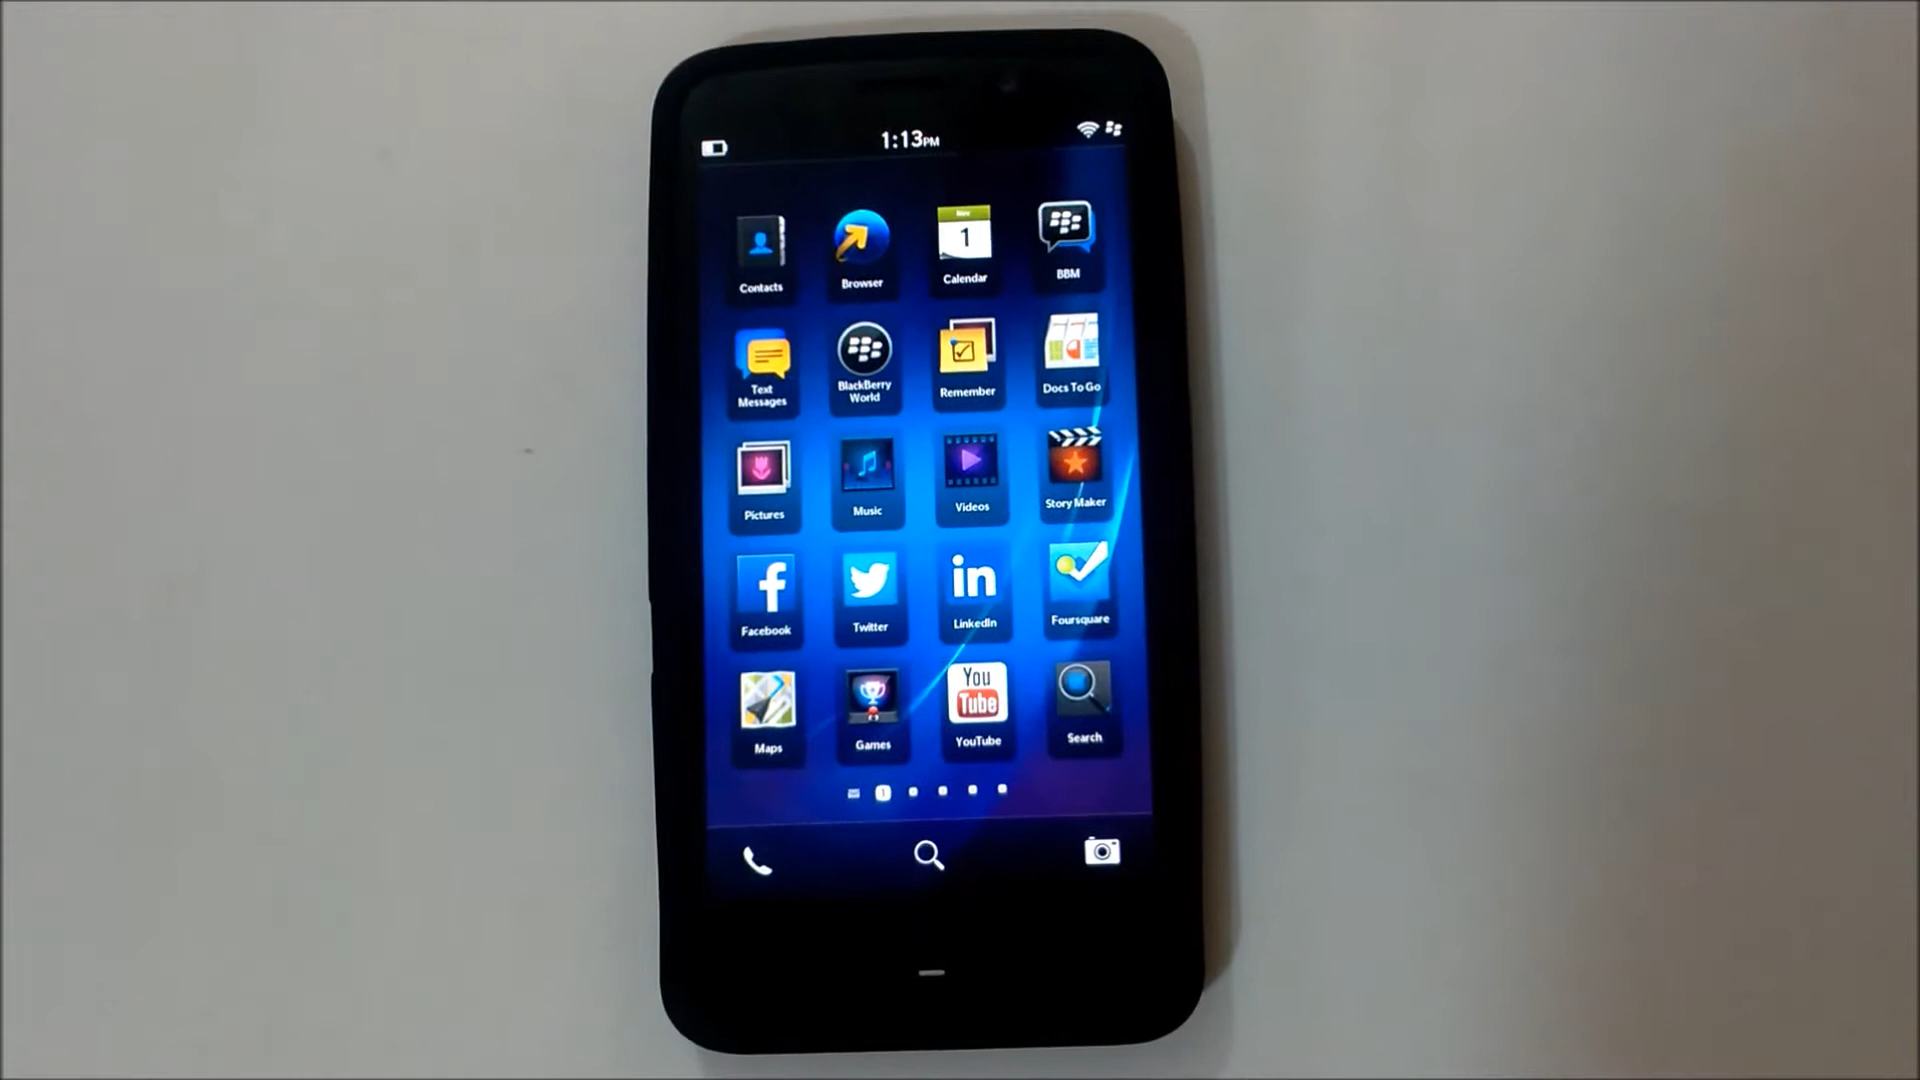 1:13PM
Nov
1
Contacts
Browser
Calendar
BBM
Text
Messages
BlackBerry
World
Remember
Docs To Go
Pictures
Music
Videos
Story Maker
f
in
Facebook
Twitter
LinkedIn
Foursquare
You
Tube
Maps
Games
YouTube
Search
1